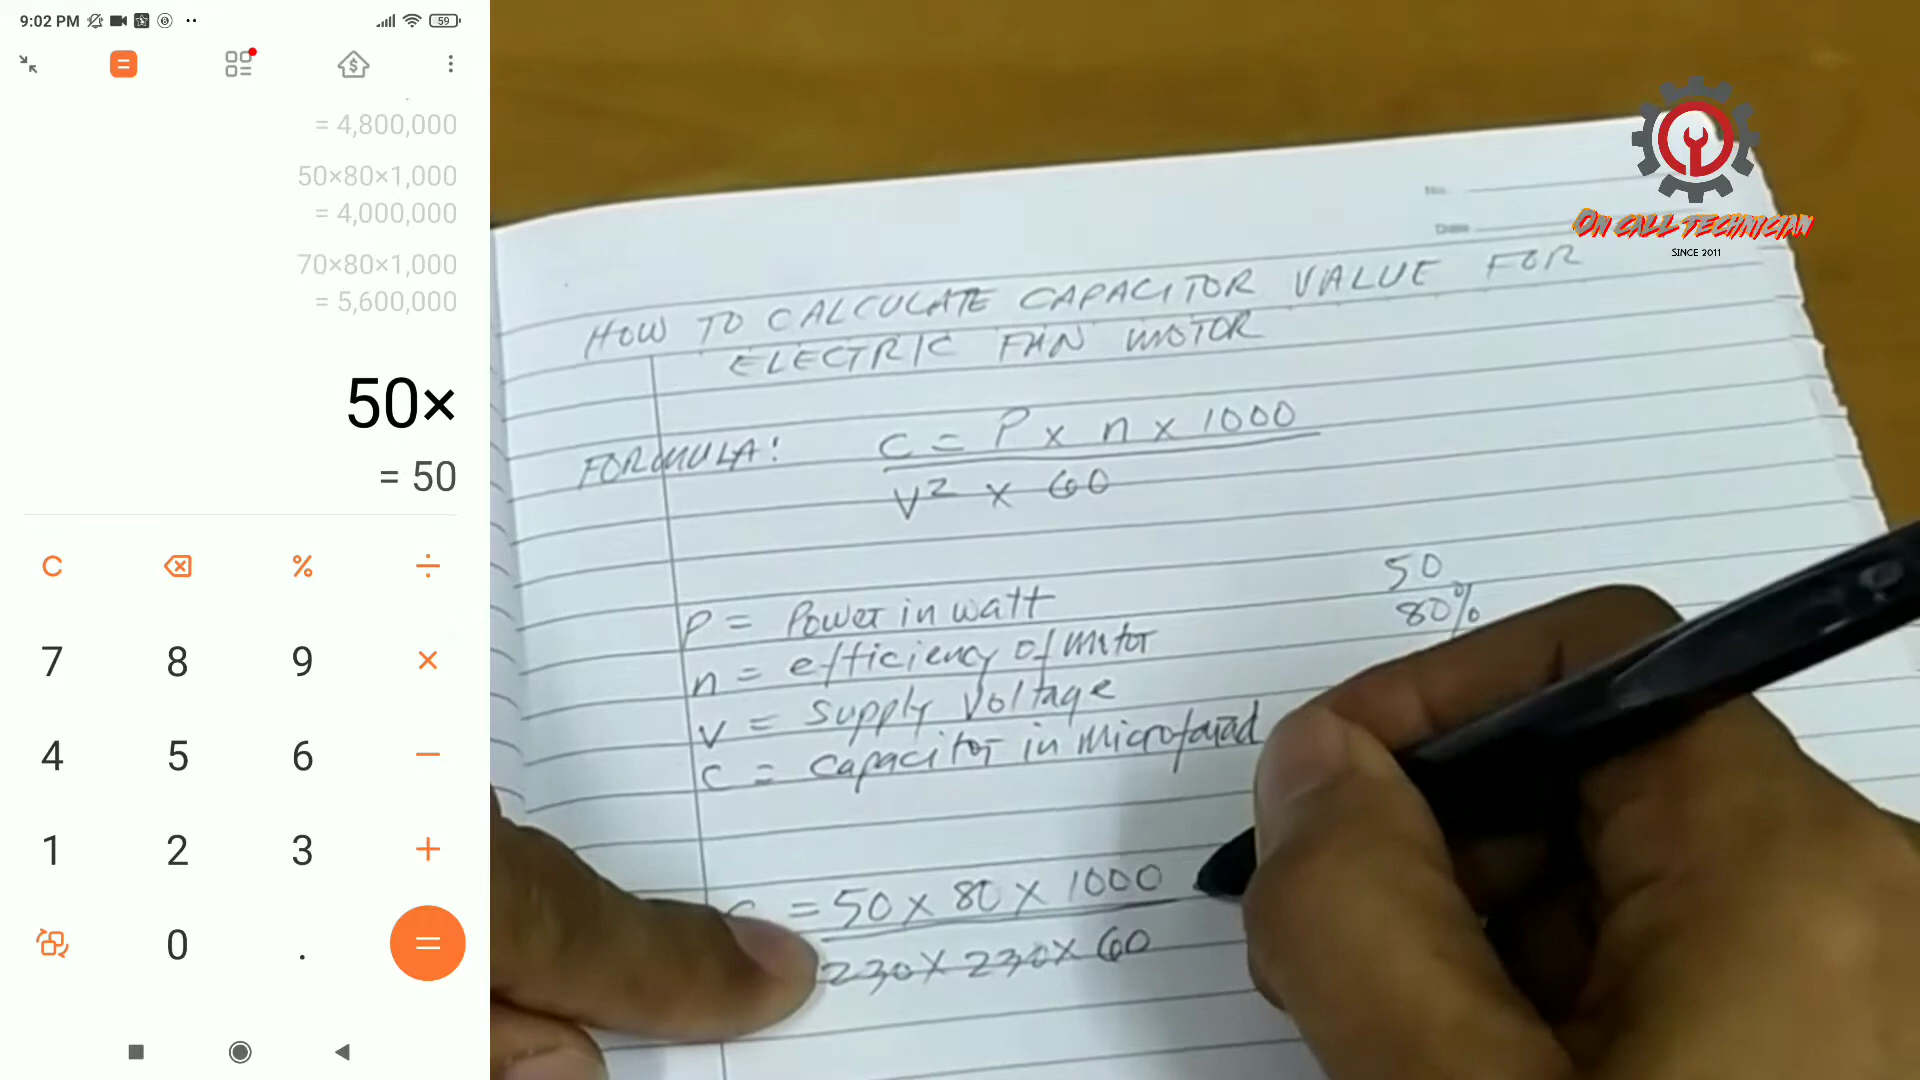 9:02 PM
59
= 4,800,000
50×80×1,000
= 4,000,000
70×80×1,000
= 5,600,000
50×
= 50
C % ÷
7 8 9 ×
4 5 6 −
1 2 3 +
0 . =
No.
Date
ON CALL TECHNICIAN
SINCE 2011
HOW TO CALCULATE CAPACITOR VALUE FOR
ELECTRIC FAN MOTOR
FORMULA: C = P x n x 1000
V² x 60
50
80%
P = Power in watt
n = efficiency of Motor
V = Supply Voltage
C = Capacitor in Microfarad
C = 50 x 80 x 1000
230 x 230 x 60